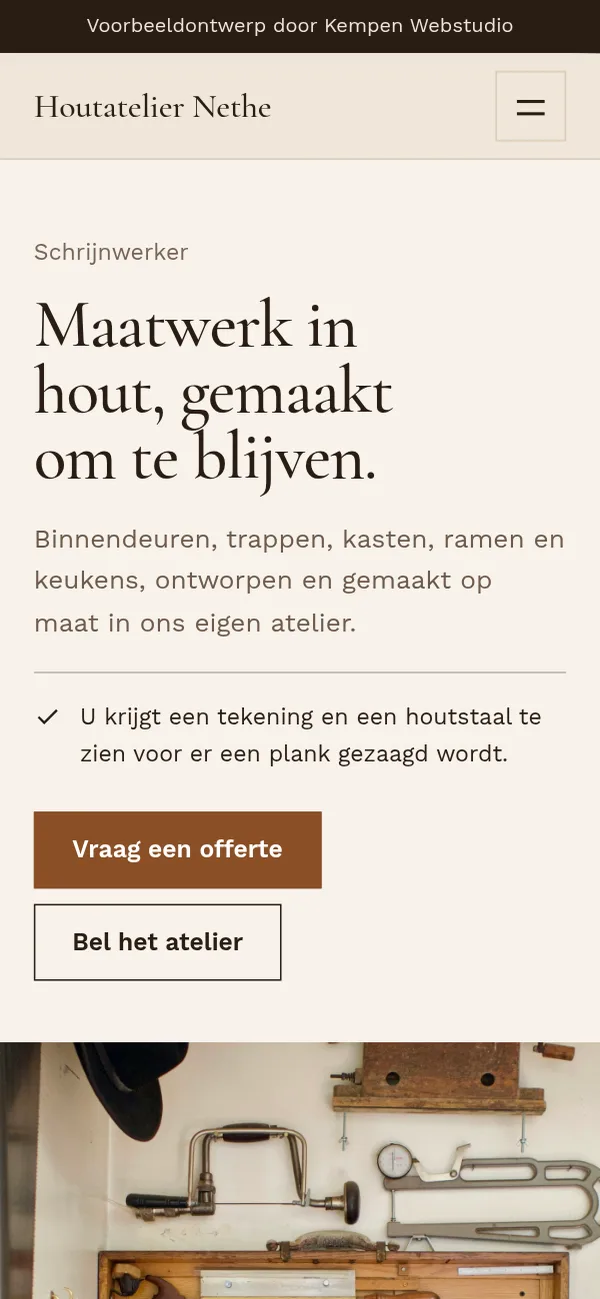 Voorbeeldontwerp door Kempen Webstudio
Houtatelier Nethe
Schrijnwerker
Maatwerk in
hout, gemaakt
om te blijven.
Binnendeuren, trappen, kasten, ramen en
keukens, ontworpen en gemaakt op
maat in ons eigen atelier.
U krijgt een tekening en een houtstaal te
zien voor er een plank gezaagd wordt.
Vraag een offerte
Bel het atelier